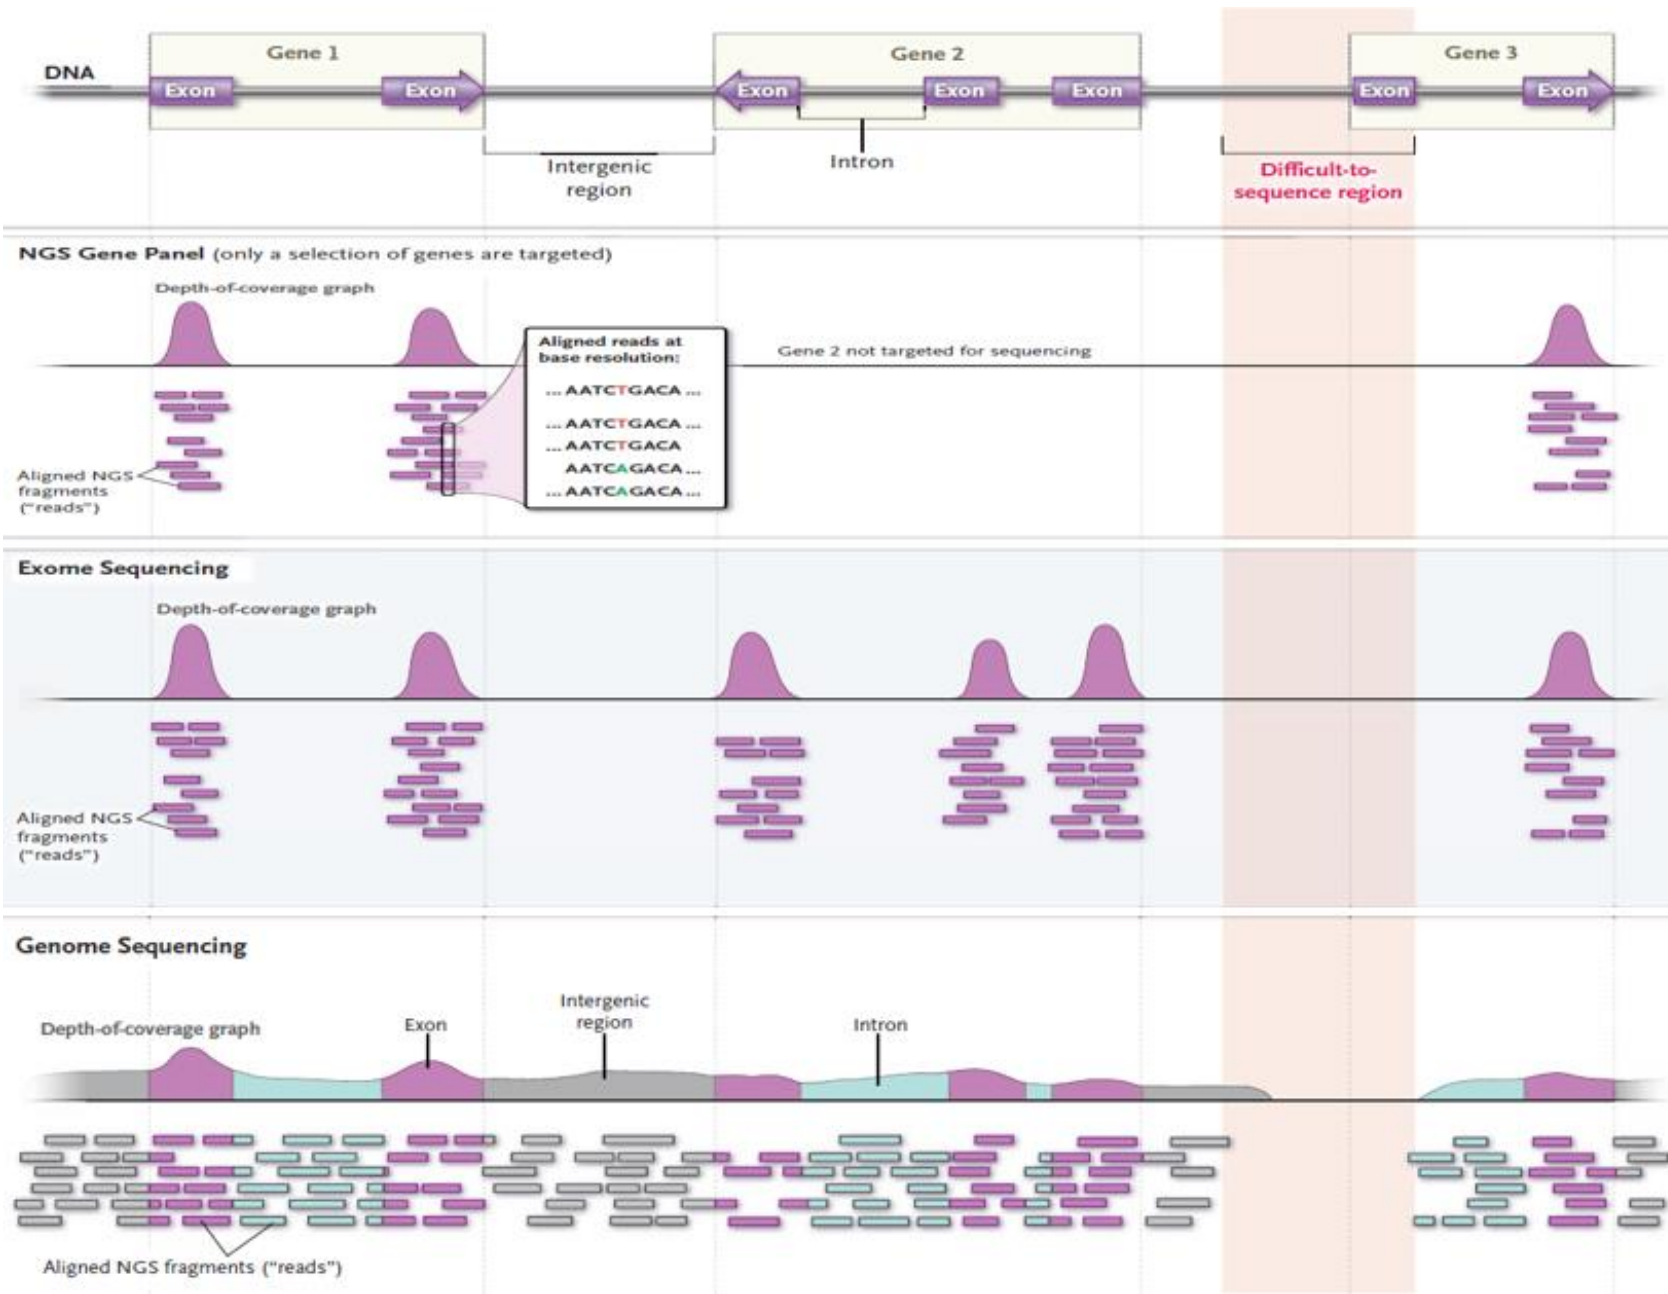 Gene 1
Gene 2
Gene 3
DNA
Exon
Exon
Exon
Exon
Exon
Exon
Exon
Intergenic
region
Intron
Difficult-to-
sequence region
NGS Gene Panel (only a selection of genes are targeted)
Depth-of-coverage graph
Aligned reads at
base resolution:
... AATCTGACA ...
... AATCTGACA ...
... AATCTGACA
AATCAGACA ...
... AATCAGACA ...
Gene 2 not targeted for sequencing
Aligned NGS
fragments
(“reads”)
Exome Sequencing
Depth-of-coverage graph
Aligned NGS
fragments
(“reads”)
Genome Sequencing
Depth-of-coverage graph
Exon
Intergenic
region
Intron
Aligned NGS fragments (“reads”)